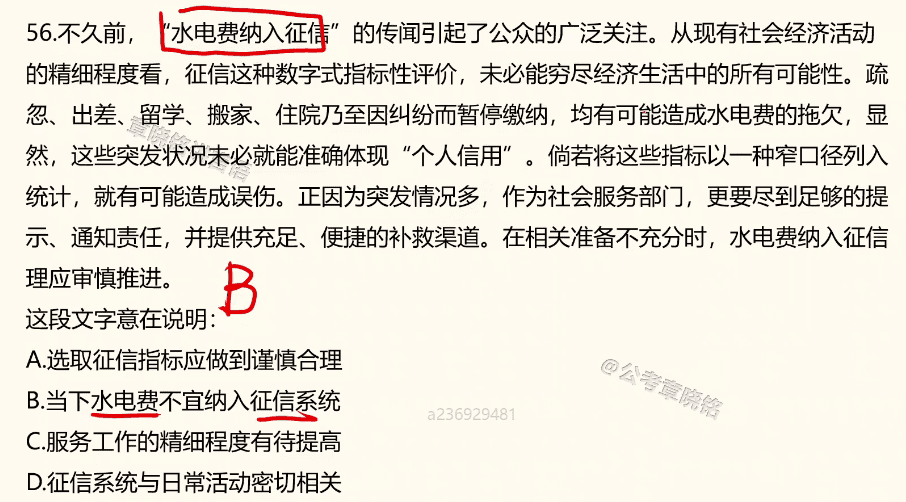 56.不久前，“水电费纳入征信”的传闻引起了公众的广泛关注。从现有社会经济活动
的精细程度看，征信这种数字式指标性评价，未必能穷尽经济生活中的所有可能性。疏
忽、出差、留学、搬家、住院乃至因纠纷而暂停缴纳，均有可能造成水电费的拖欠，显
然，这些突发状况未必就能准确体现“个人信用”。倘若将这些指标以一种窄口径列入
统计，就有可能造成误伤。正因为突发情况多，作为社会服务部门，更要尽到足够的提
示、通知责任，并提供充足、便捷的补救渠道。在相关准备不充分时，水电费纳入征信
理应审慎推进。
B
这段文字意在说明：
A.选取征信指标应做到谨慎合理
B.当下水电费不宜纳入征信系统
@公考章晓铭
a236929481
C.服务工作的精细程度有待提高
D.征信系统与日常活动密切相关